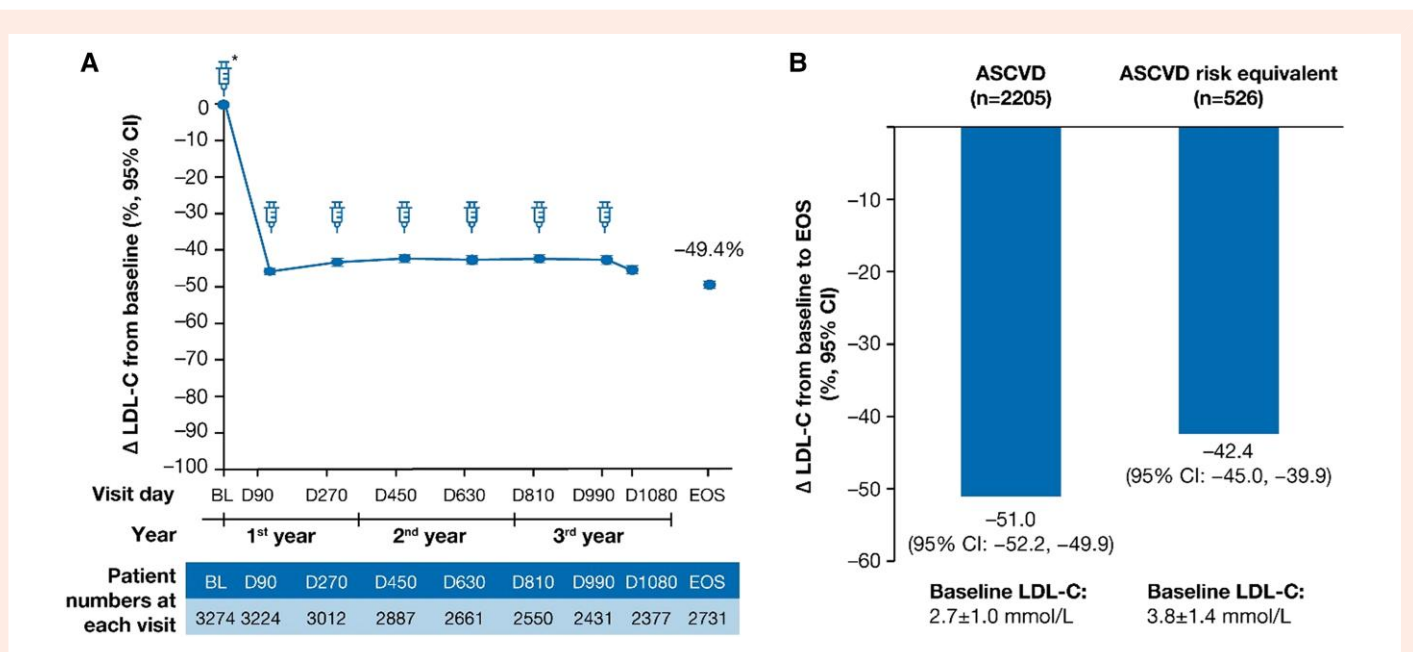 A
*
Δ LDL-C from baseline (%, 95% CI)
0
−10
−20
−30
−40
−50
−60
−70
−80
−90
−100
−49.4%
Visit day BL D90 D270 D450 D630 D810 D990 D1080 EOS
Year 1st year 2nd year 3rd year
Patient numbers at each visit
BL D90 D270 D450 D630 D810 D990 D1080 EOS
3274 3224 3012 2887 2661 2550 2431 2377 2731
B
ASCVD
(n=2205)
ASCVD risk equivalent
(n=526)
Δ LDL-C from baseline to EOS
(%, 95% CI)
−10
−20
−30
−40
−50
−60
−51.0
(95% CI: −52.2, −49.9)
−42.4
(95% CI: −45.0, −39.9)
Baseline LDL-C:
2.7±1.0 mmol/L
Baseline LDL-C:
3.8±1.4 mmol/L